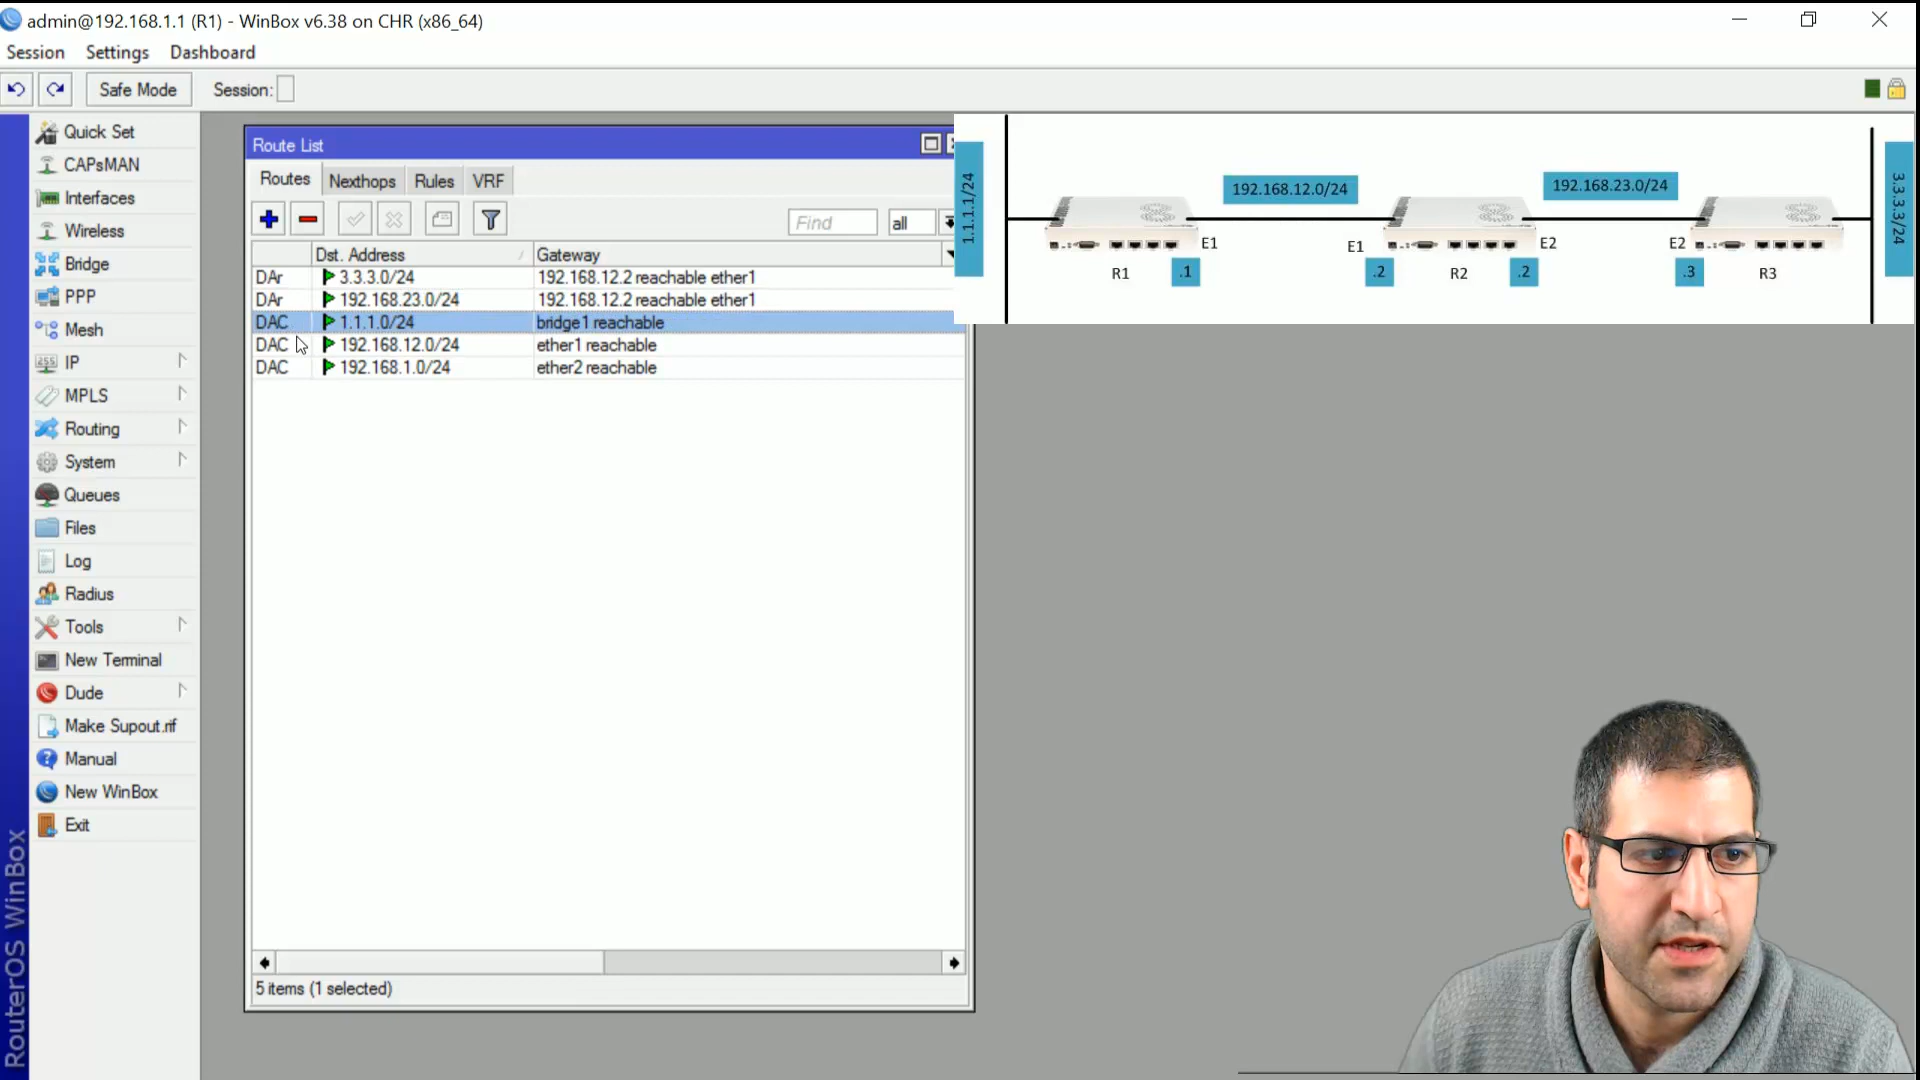 admin@192.168.1.1 (R1) - WinBox v6.38 on CHR (x86_64)
Session Settings Dashboard
Safe Mode Session:
Quick Set
CAPsMAN
Interfaces
Wireless
Bridge
PPP
Mesh
IP
MPLS
Routing
System
Queues
Files
Log
Radius
Tools
New Terminal
Dude
Make Supout.rif
Manual
New WinBox
Exit
RouterOS WinBox
Route List
Routes Nexthops Rules VRF
Find all
Dst. Address Gateway
DAr 3.3.3.0/24 192.168.12.2 reachable ether1
DAr 192.168.23.0/24 192.168.12.2 reachable ether1
DAC 1.1.1.0/24 bridge1 reachable
DAC 192.168.12.0/24 ether1 reachable
DAC 192.168.1.0/24 ether2 reachable
5 items (1 selected)
1.1.1.1/24
192.168.12.0/24
192.168.23.0/24
3.3.3.3/24
E1 E1 E2 E2
R1 .1 .2 R2 .2 .3 R3